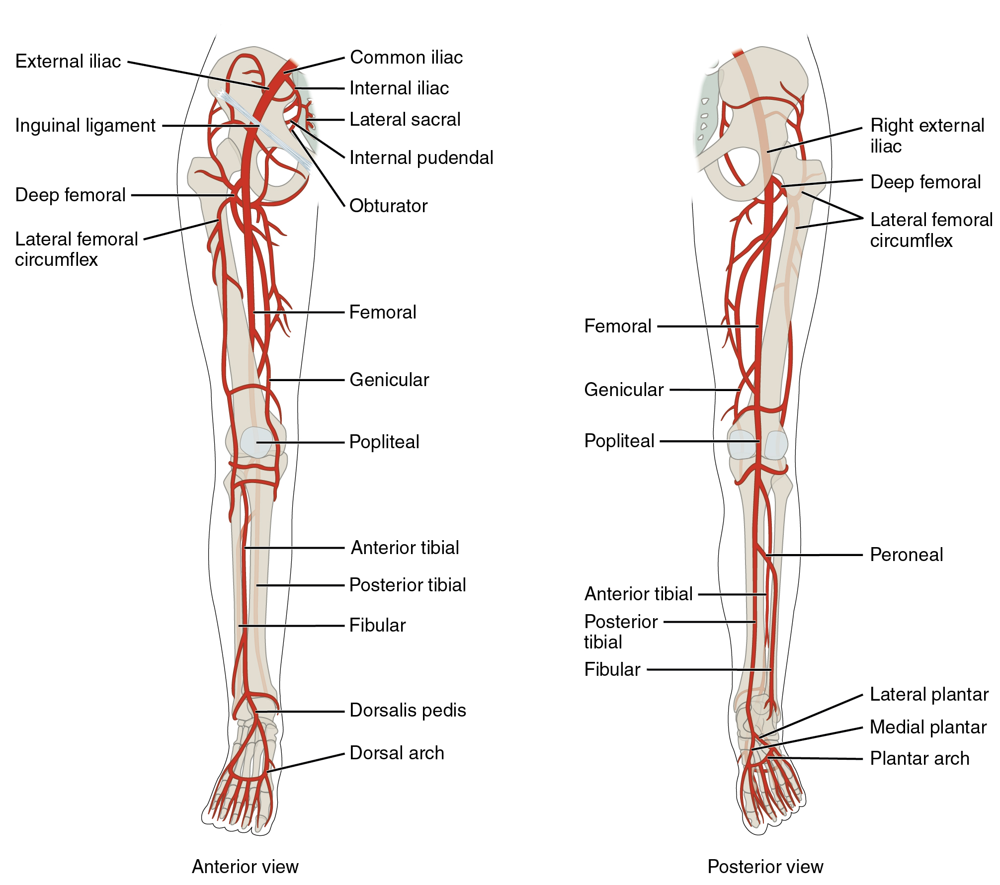 External iliac
Inguinal ligament
Deep femoral
Lateral femoral
circumflex
Common iliac
Internal iliac
Lateral sacral
Internal pudendal
Obturator
Femoral
Genicular
Popliteal
Anterior tibial
Posterior tibial
Fibular
Dorsalis pedis
Dorsal arch
Anterior view
Femoral
Genicular
Popliteal
Anterior tibial
Posterior
tibial
Fibular
Right external
iliac
Deep femoral
Lateral femoral
circumflex
Peroneal
Lateral plantar
Medial plantar
Plantar arch
Posterior view